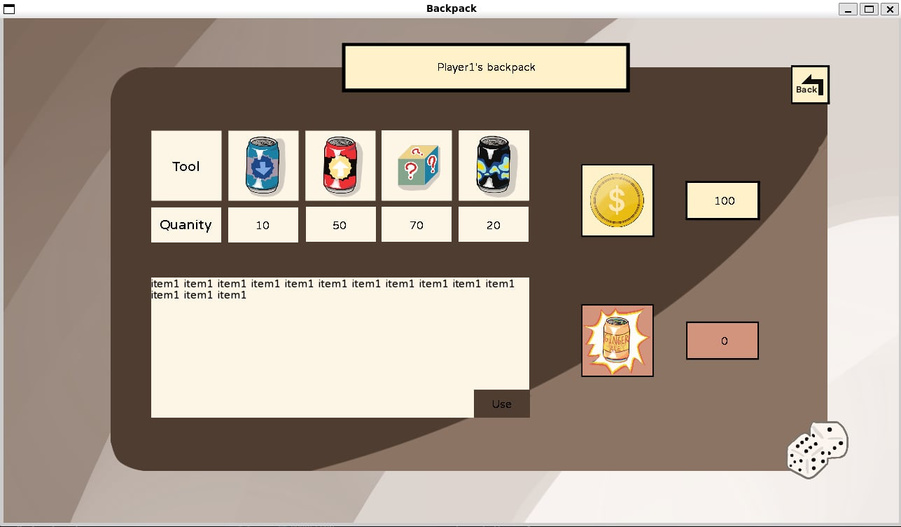 Backpack
Player1's backpack
Back
Tool
Quanity
10
50
70
20
$
100
item1 item1 item1 item1 item1 item1 item1 item1 item1 item1 item1
item1 item1 item1
GINGER
0
Use